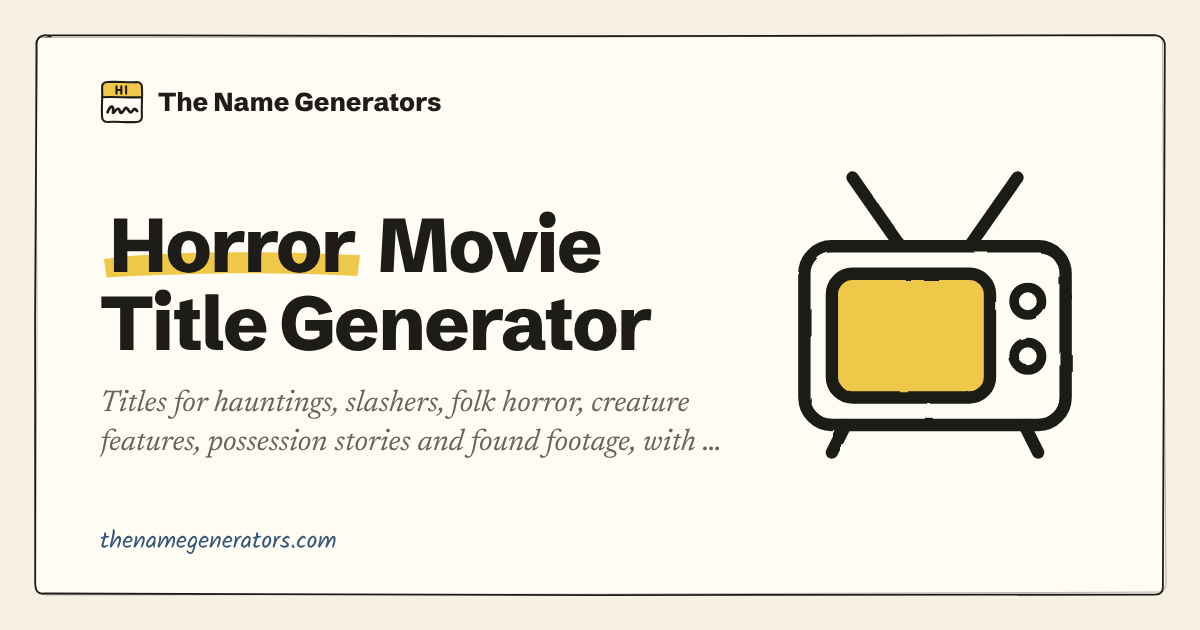 HI
The Name Generators
Horror Movie
Title Generator
Titles for hauntings, slashers, folk horror, creature
features, possession stories and found footage, with ...
thenamegenerators.com